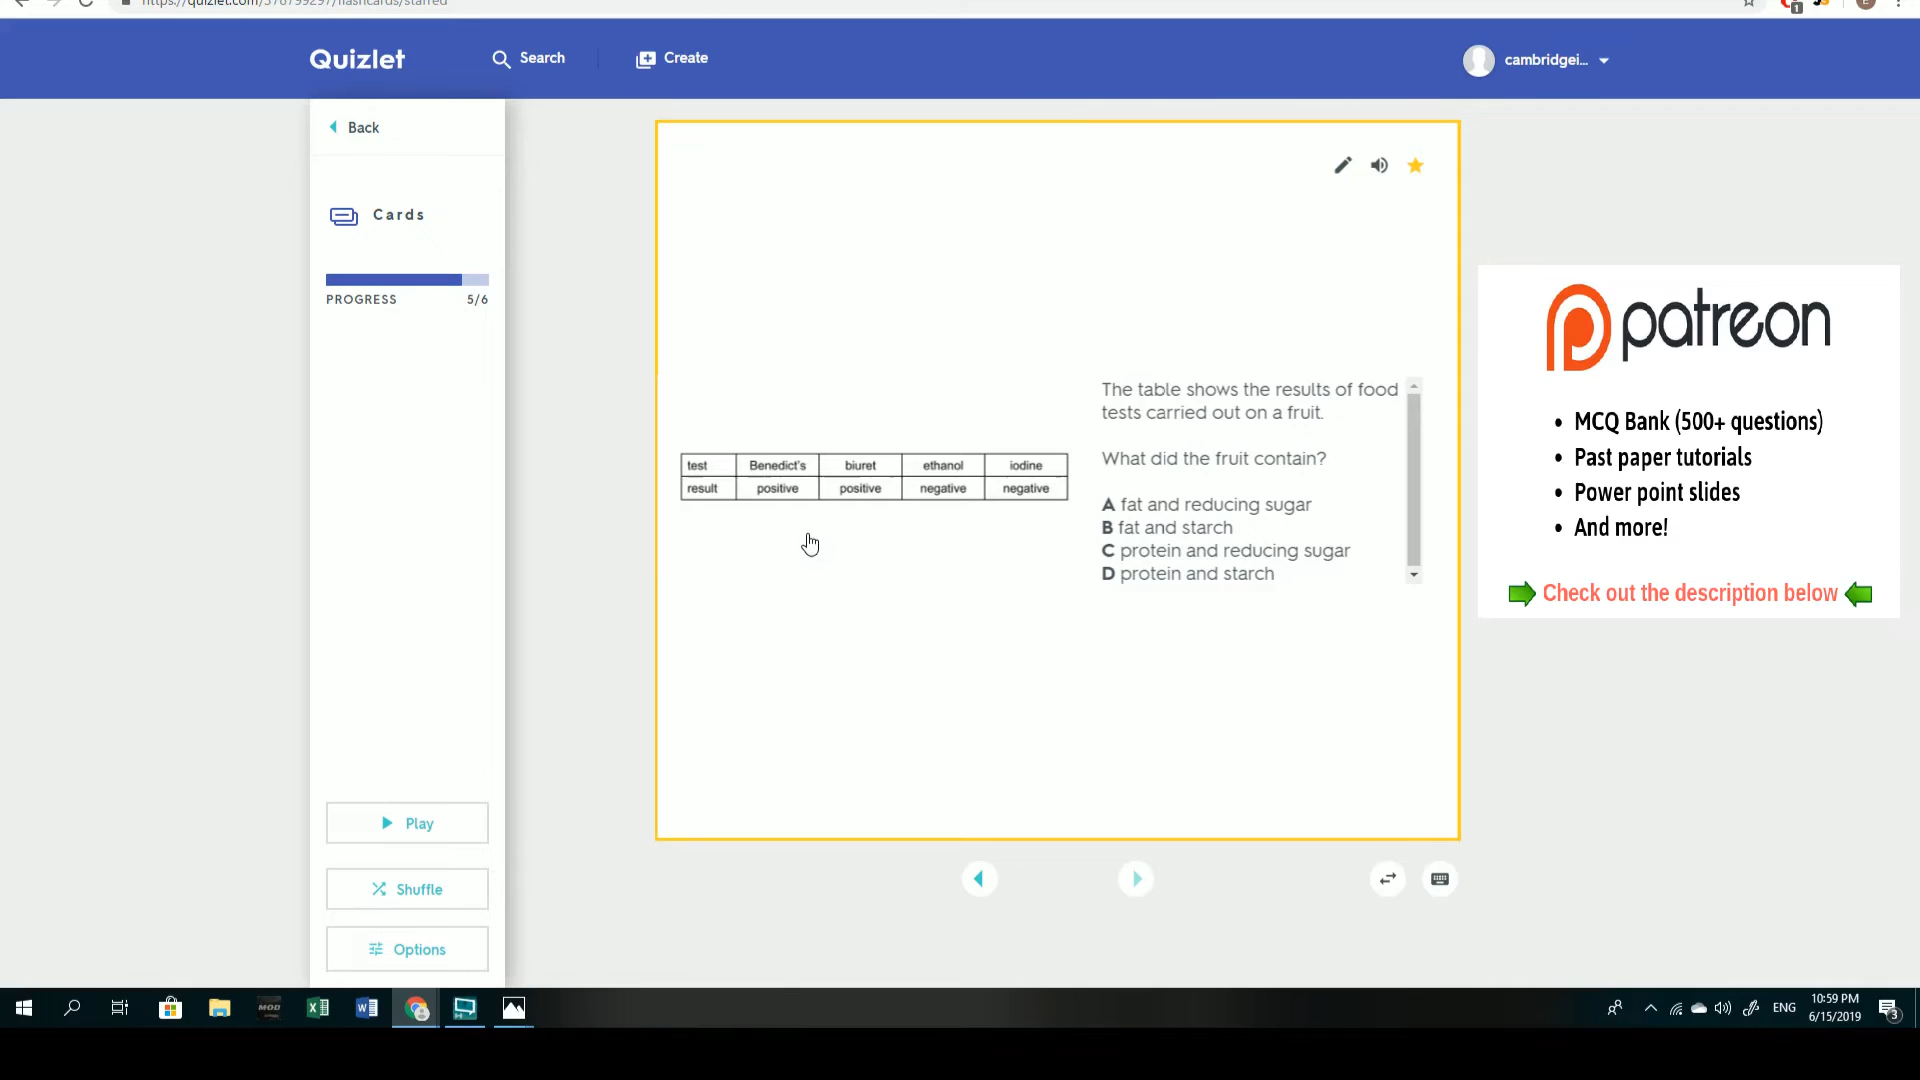 Quizlet
Search
Create
cambridgei...
Back
Cards
PROGRESS 5/6
Play
Shuffle
Options
test Benedict's biuret ethanol iodine
result positive positive negative negative
The table shows the results of food
tests carried out on a fruit.
What did the fruit contain?
A fat and reducing sugar
B fat and starch
C protein and reducing sugar
D protein and starch
patreon
• MCQ Bank (500+ questions)
• Past paper tutorials
• Power point slides
• And more!
Check out the description below
ENG
10:59 PM
6/15/2019
3
1